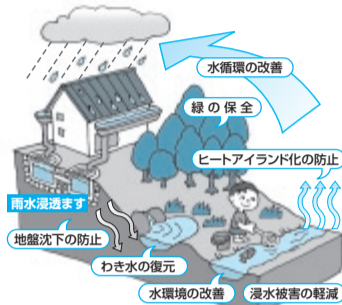 水循環の改善
緑の保全
ヒートアイランド化の防止
雨水浸透ます
地盤沈下の防止
わき水の復元
水環境の改善
浸水被害の軽減